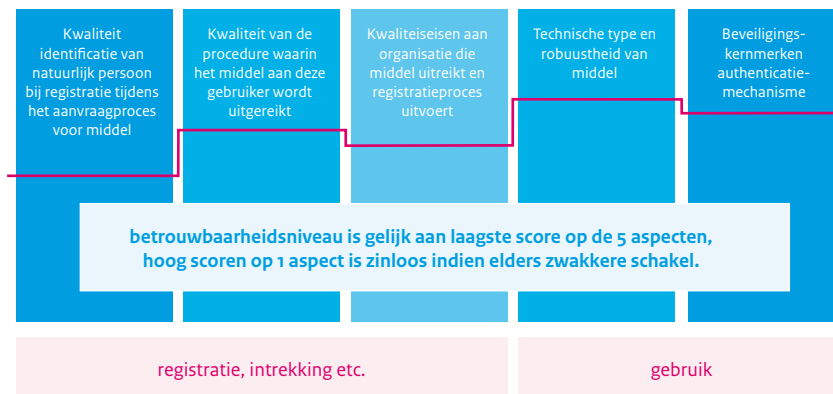 Kwaliteit
identificatie van
natuurlijk persoon
bij registratie tijdens
het aanvraagproces
voor middel
Kwaliteit van de
procedure waarin
het middel aan deze
gebruiker wordt
uitgereikt
Kwaliteiseisen aan
organisatie die
middel uitreikt en
registratieproces
uitvoert
Technische type en
robuustheid van
middel
Beveiligings-
kernmerken
authenticatie-
mechanisme
betrouwbaarheidsniveau is gelijk aan laagste score op de 5 aspecten,
hoog scoren op 1 aspect is zinloos indien elders zwakkere schakel.
registratie, intrekking etc.
gebruik